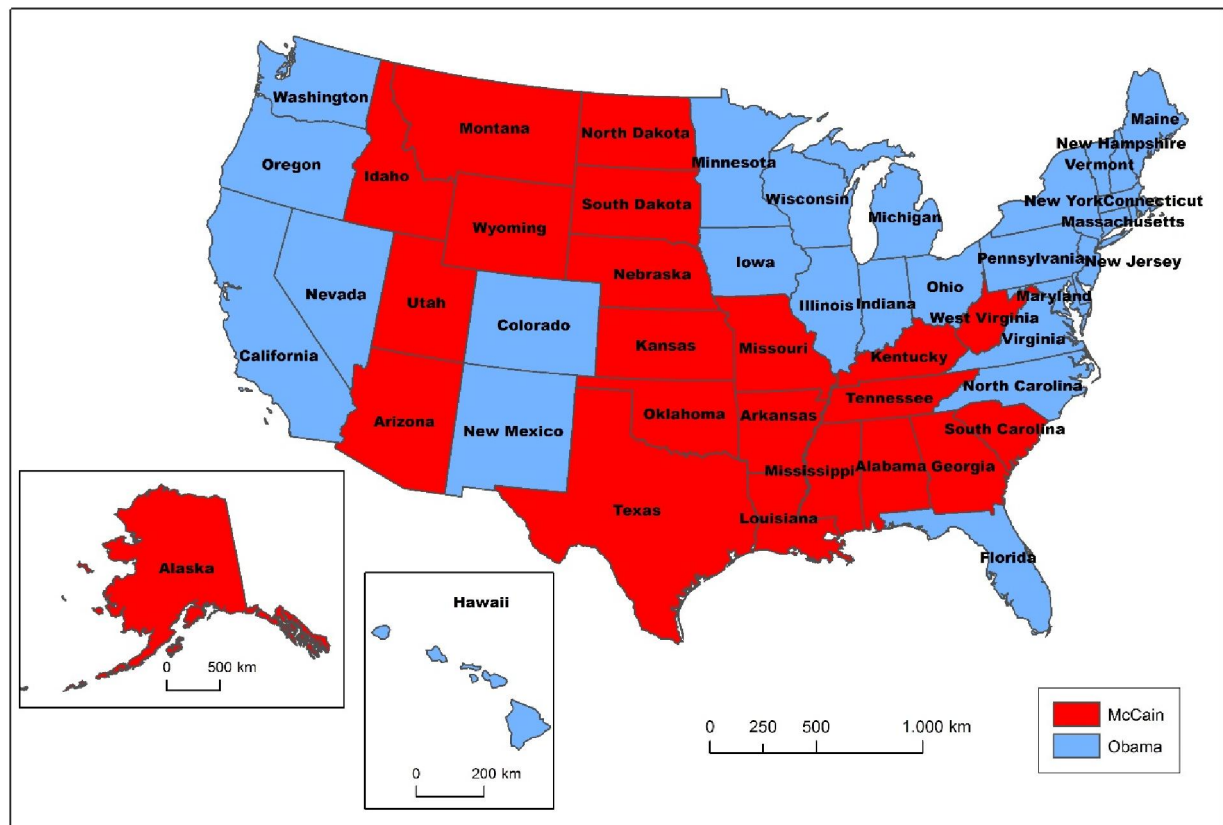 Washington
Oregon
Idaho
Montana
North Dakota
South Dakota
Wyoming
Nebraska
Minnesota
Wisconsin
Michigan
Iowa
Illinois
Indiana
Ohio
Maine
New Hampshire
Vermont
New York
Connecticut
Massachusetts
Pennsylvania
New Jersey
Maryland
West Virginia
Virginia
Nevada
Utah
Colorado
California
Kansas
Missouri
Kentucky
North Carolina
Tennessee
Arizona
New Mexico
Oklahoma
Arkansas
South Carolina
Mississippi
Alabama
Georgia
Texas
Louisiana
Florida
Alaska
0 500 km
Hawaii
0 200 km
0 250 500 1.000 km
McCain
Obama